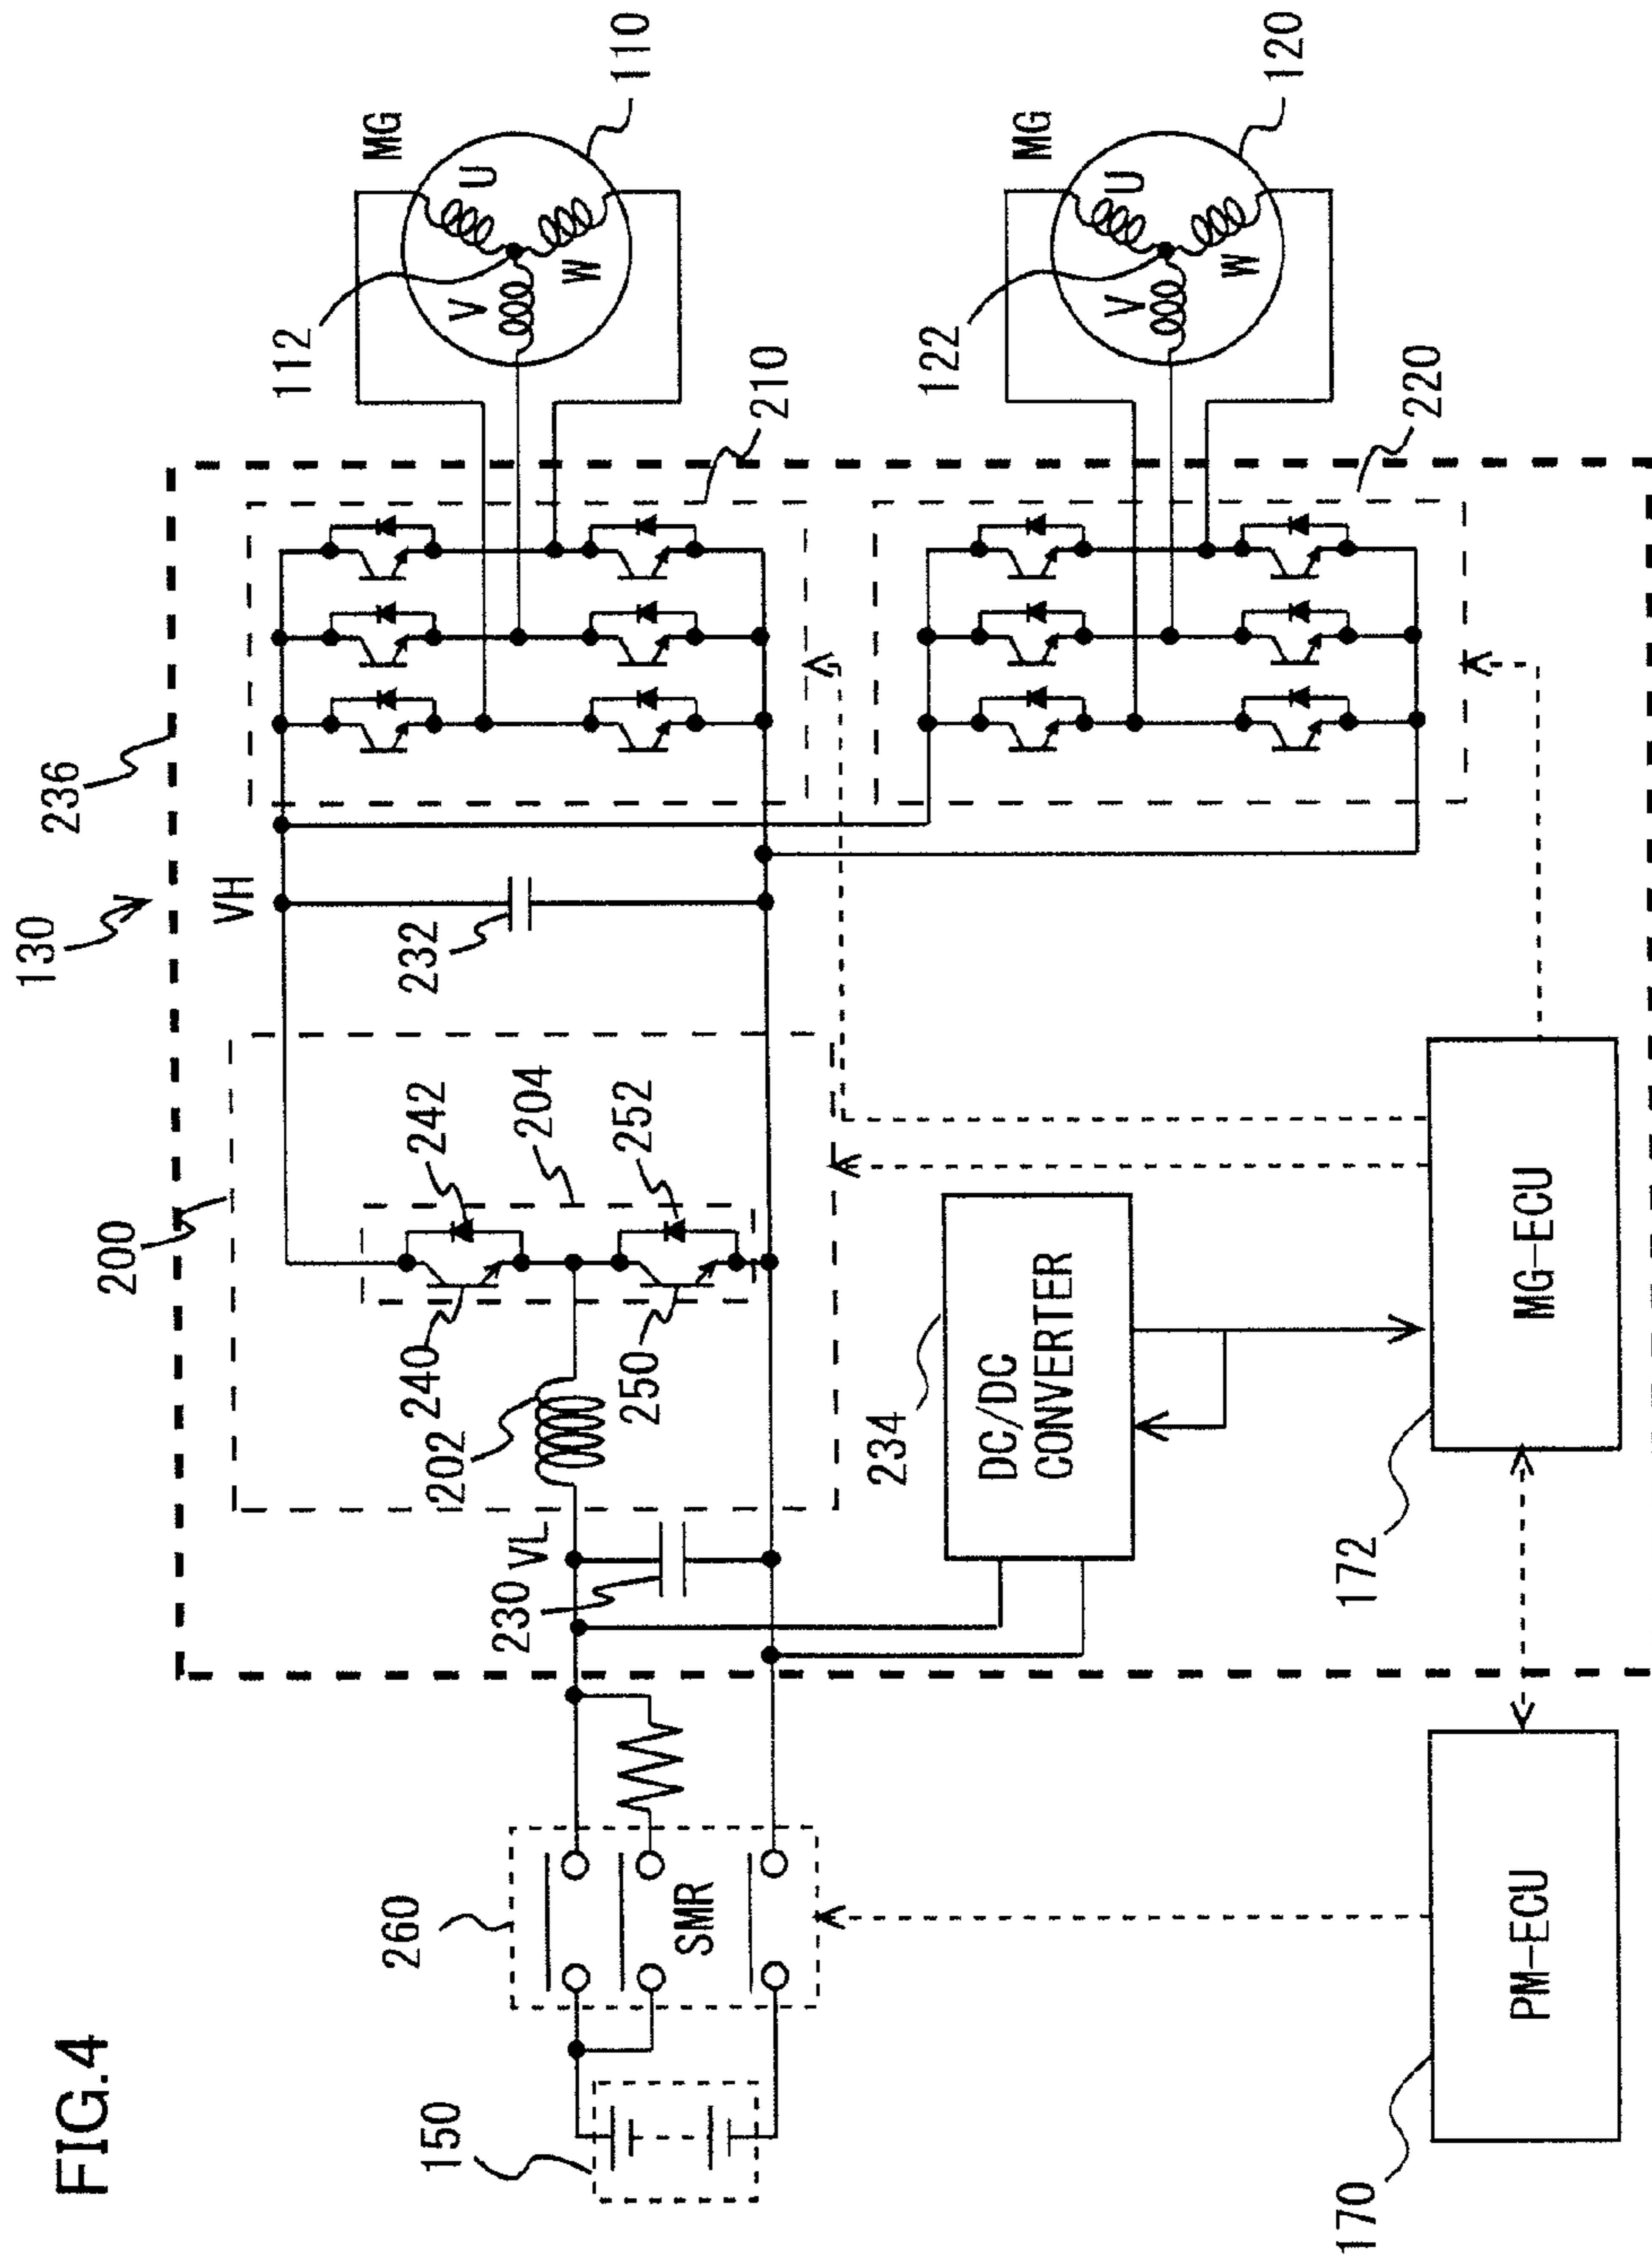 FIG.4
130
236
200
VH
242
204
252
240
250
202
VL
230
232
210
220
112
MG
U
V
W
110
122
MG
U
V
W
120
150
260
SMR
234
DC/DC
CONVERTER
170
PM-ECU
172
MG-ECU